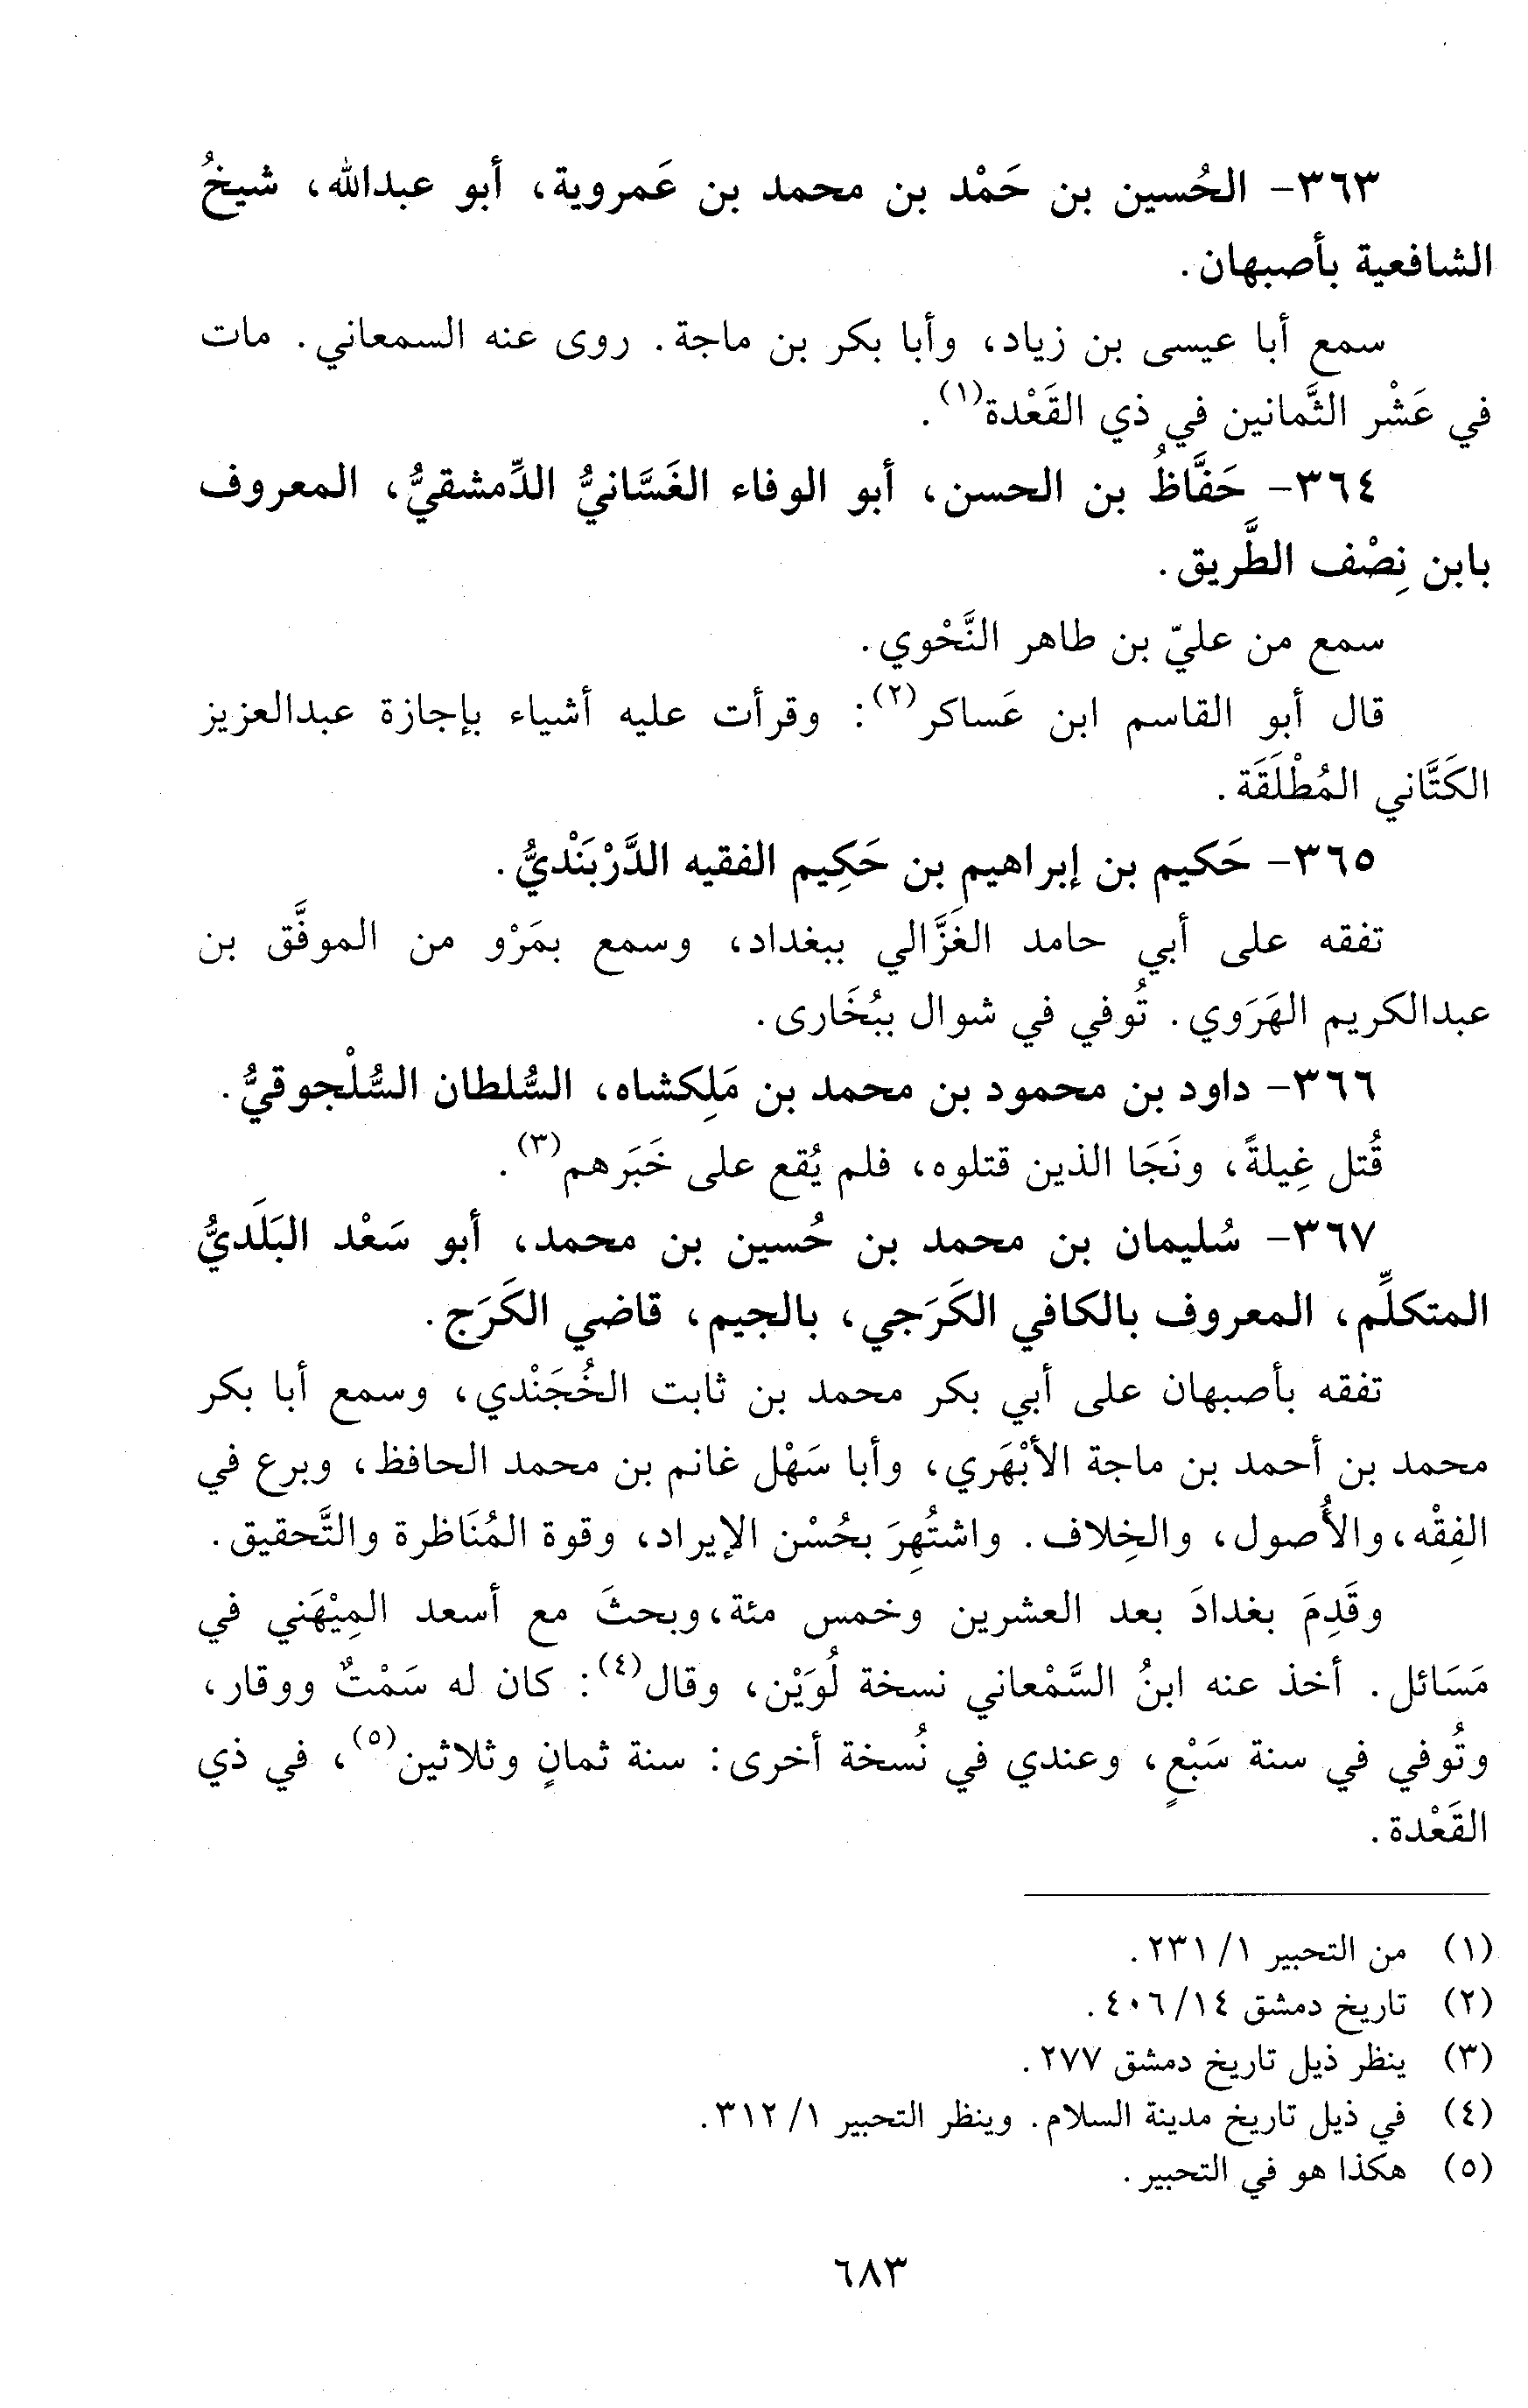 ٣٦٣- الحُسين بن حَمْد بن محمد بن عَمروية، أبو عبدالله، شيخُ
الشافعية بأصبهان.
سمع أبا عيسى بن زياد، وأبا بكر بن ماجة. روى عنه السمعاني. مات
في عَشْر الثَّمانين في ذي القَعْدة(١).
٣٦٤- حَفَّاظُ بن الحسن، أبو الوفاء الغَسَّانيُّ الدِّمشقيُّ، المعروف
بابن نِصْف الطَّريق.
سمع من عليّ بن طاهر النَّحْوي.
قال أبو القاسم ابن عَساكر(٢): وقرأت عليه أشياء بإجازة عبدالعزيز
الكَتَّاني المُطْلَقَة.
٣٦٥- حَكيم بن إبراهيم بن حَكِيم الفقيه الدَّرْبَنْديُّ.
تفقه على أبي حامد الغَزَّالي ببغداد، وسمع بمَرْو من الموفَّق بن
عبدالكريم الهَرَوي. تُوفي في شوال ببُخَارى.
٣٦٦- داود بن محمود بن محمد بن مَلِكشاه، السُّلطان السُّلْجوقيُّ.
قُتل غِيلةً، ونَجَا الذين قتلوه، فلم يُقع على خَبَرهم(٣).
٣٦٧- سُليمان بن محمد بن حُسين بن محمد، أبو سَعْد البَلَديُّ
المتكلِّم، المعروف بالكافي الكَرَجي، بالجيم، قاضي الكَرَج.
تفقه بأصبهان على أبي بكر محمد بن ثابت الخُجَنْدي، وسمع أبا بكر
محمد بن أحمد بن ماجة الأبْهَري، وأبا سَهْل غانم بن محمد الحافظ، وبرع في
الفِقْه، والأُصول، والخِلاف. واشتُهِرَ بحُسْن الإيراد، وقوة المُنَاظرة والتَّحقيق.
وقَدِمَ بغدادَ بعد العشرين وخمس مئة، وبحثَ مع أسعد المِيْهَني في
مَسَائل. أخذ عنه ابنُ السَّمْعاني نسخة لُوَيْن، وقال(٤): كان له سَمْتٌ ووقار،
وتُوفي في سنة سَبْعٍ، وعندي في نُسخة أخرى: سنة ثمانٍ وثلاثين(٥)، في ذي
القَعْدة.
(١) من التحبير ١/ ٢٣١.
(٢) تاريخ دمشق ١٤/ ٤٠٦.
(٣) ينظر ذيل تاريخ دمشق ٢٧٧.
(٤) في ذيل تاريخ مدينة السلام. وينظر التحبير ١/ ٣١٢.
(٥) هكذا هو في التحبير.
٦٨٣